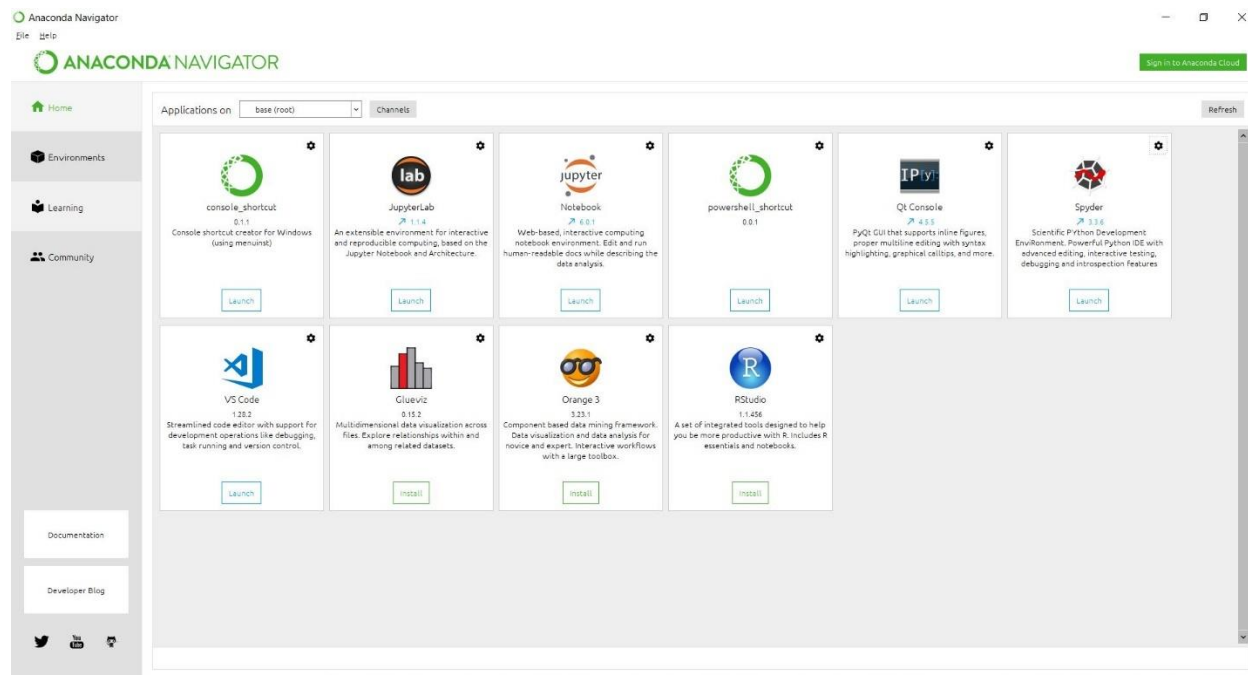 Anaconda Navigator
File Help
ANACONDA NAVIGATOR
Sign in to Anaconda Cloud
Home
Environments
Learning
Community
Documentation
Developer Blog
You
Tube
Applications on base (root) Channels Refresh
console_shortcut
0.1.1
Console shortcut creator for Windows
(using menuinst)
Launch
lab
JupyterLab
1.1.4
An extensible environment for interactive
and reproducible computing, based on the
Jupyter Notebook and Architecture.
Launch
jupyter
Notebook
6.0.1
Web-based, interactive computing
notebook environment. Edit and run
human-readable docs while describing the
data analysis.
Launch
powershell_shortcut
0.0.1
Launch
IP[y]:
Qt Console
4.5.5
PyQt GUI that supports inline figures,
proper multiline editing with syntax
highlighting, graphical calltips, and more.
Launch
Spyder
3.3.6
Scientific PYthon Development
EnviRonment. Powerful Python IDE with
advanced editing, interactive testing,
debugging and introspection features
Launch
VS Code
1.28.2
Streamlined code editor with support for
development operations like debugging,
task running and version control.
Launch
Glueviz
0.15.2
Multidimensional data visualization across
files. Explore relationships within and
among related datasets.
Install
Orange 3
3.23.1
Component based data mining framework.
Data visualization and data analysis for
novice and expert. Interactive workflows
with a large toolbox.
Install
R
RStudio
1.1.456
A set of integrated tools designed to help
you be more productive with R. Includes R
essentials and notebooks.
Install